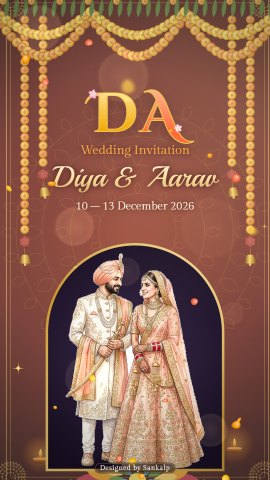 DA
Wedding Invitation
Diya & Aarav
10 — 13 December 2026
Designed by Sankalp